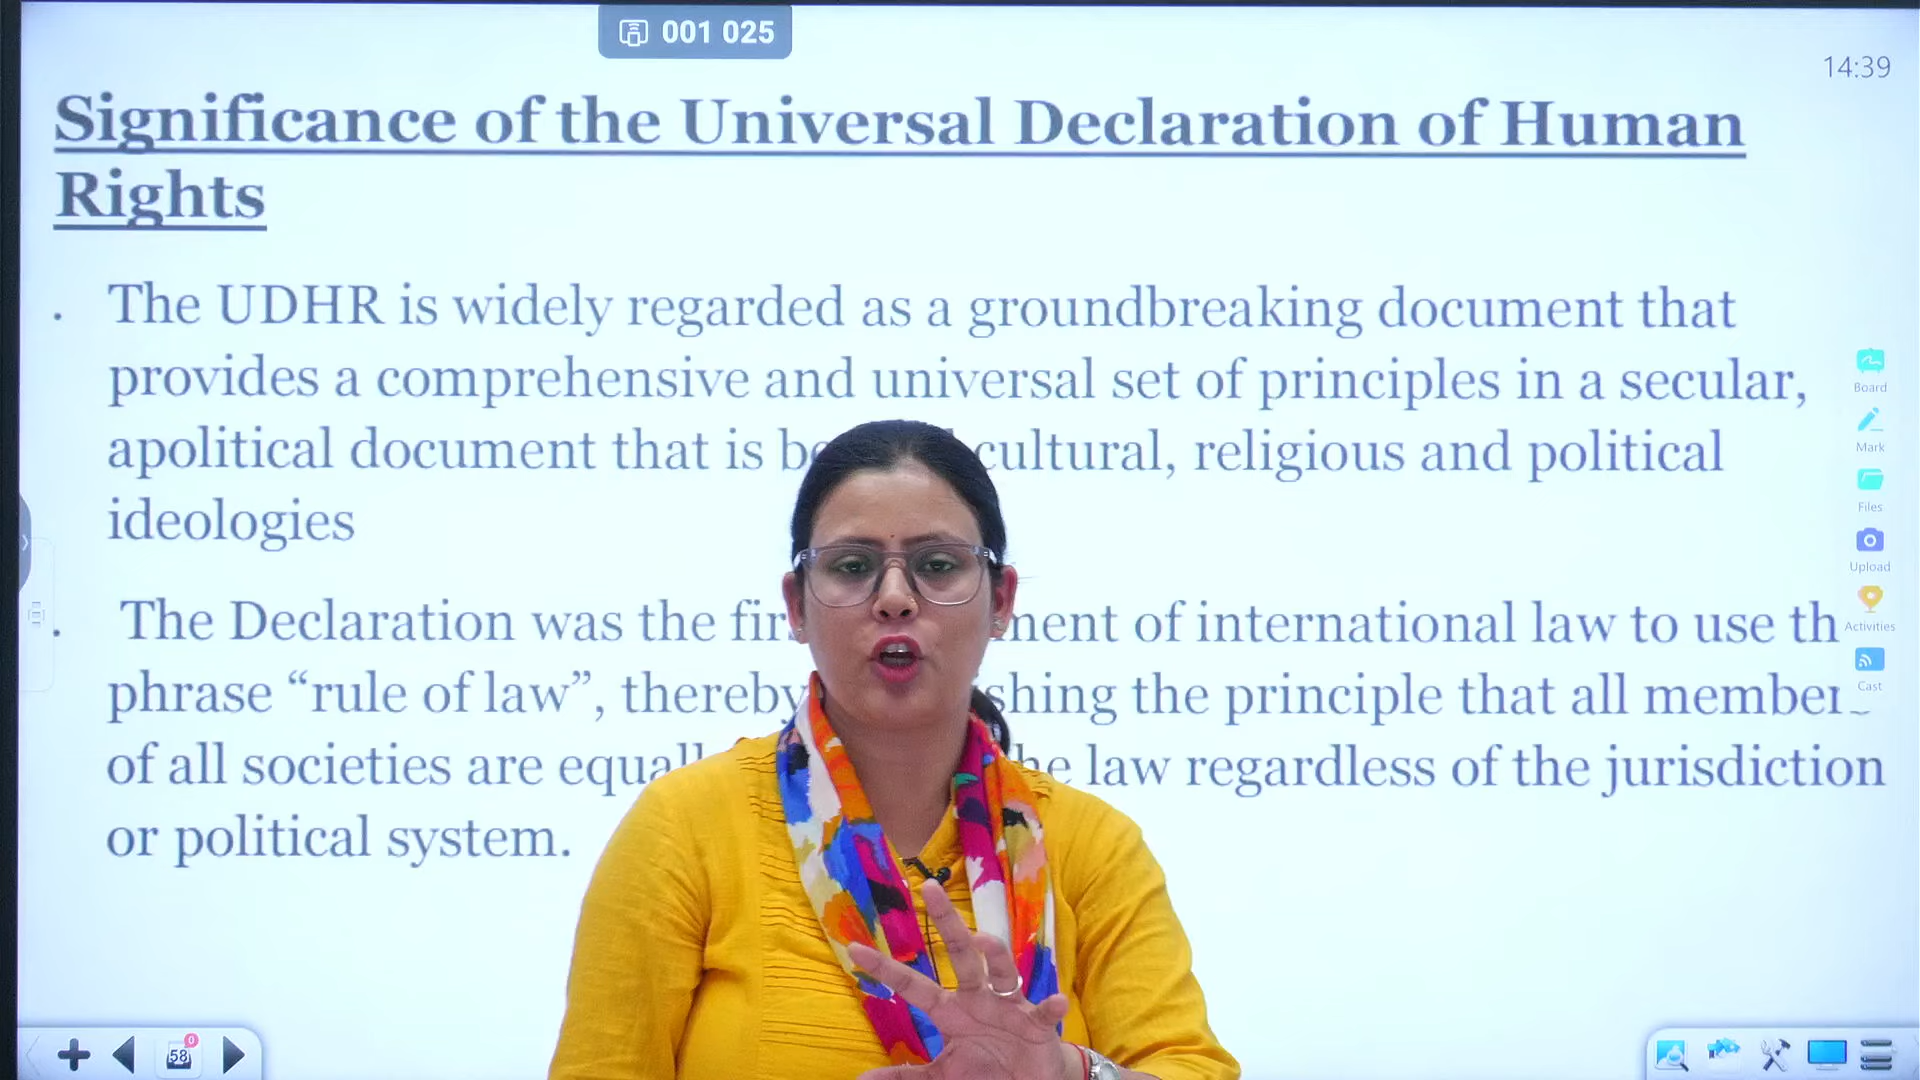 001 025
14:39
Significance of the Universal Declaration of Human
Rights
. The UDHR is widely regarded as a groundbreaking document that
provides a comprehensive and universal set of principles in a secular,
apolitical document that is cultural, religious and political
ideologies
. The Declaration was the of international law to use th
phrase “rule of law”, thereby the principle that all member
of all societies are law regardless of the jurisdiction
or political system.
Board
Mark
Files
Upload
Activities
Cast
58
0